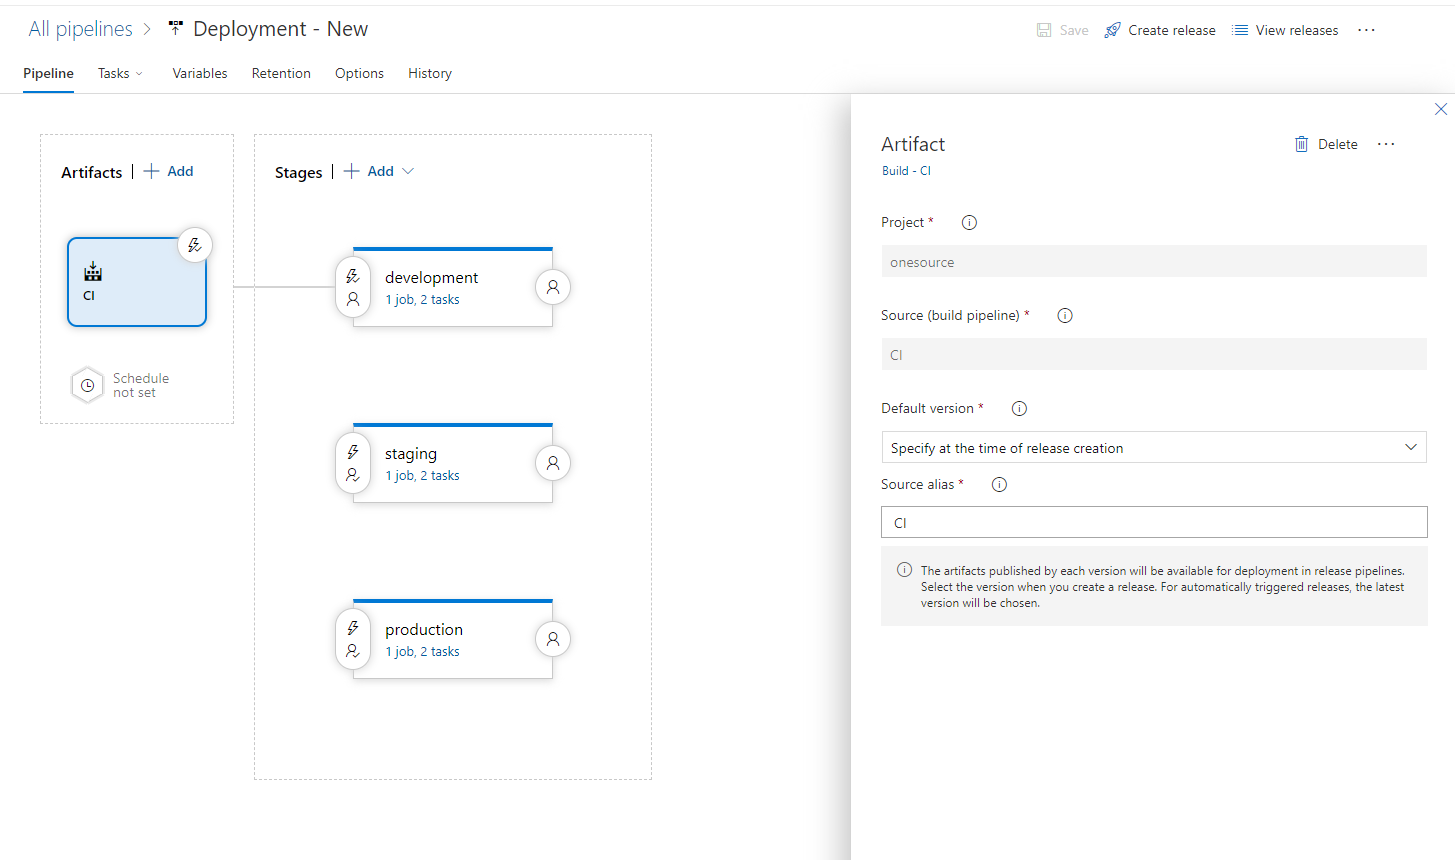 All pipelines > Deployment - New
Save Create release View releases ...
Pipeline Tasks Variables Retention Options History
Artifacts | + Add
CI
Schedule
not set
Stages | + Add
development
1 job, 2 tasks
staging
1 job, 2 tasks
production
1 job, 2 tasks
Artifact
Delete ...
Build - CI
Project *
onesource
Source (build pipeline) *
CI
Default version *
Specify at the time of release creation
Source alias *
CI
The artifacts published by each version will be available for deployment in release pipelines.
Select the version when you create a release. For automatically triggered releases, the latest
version will be chosen.